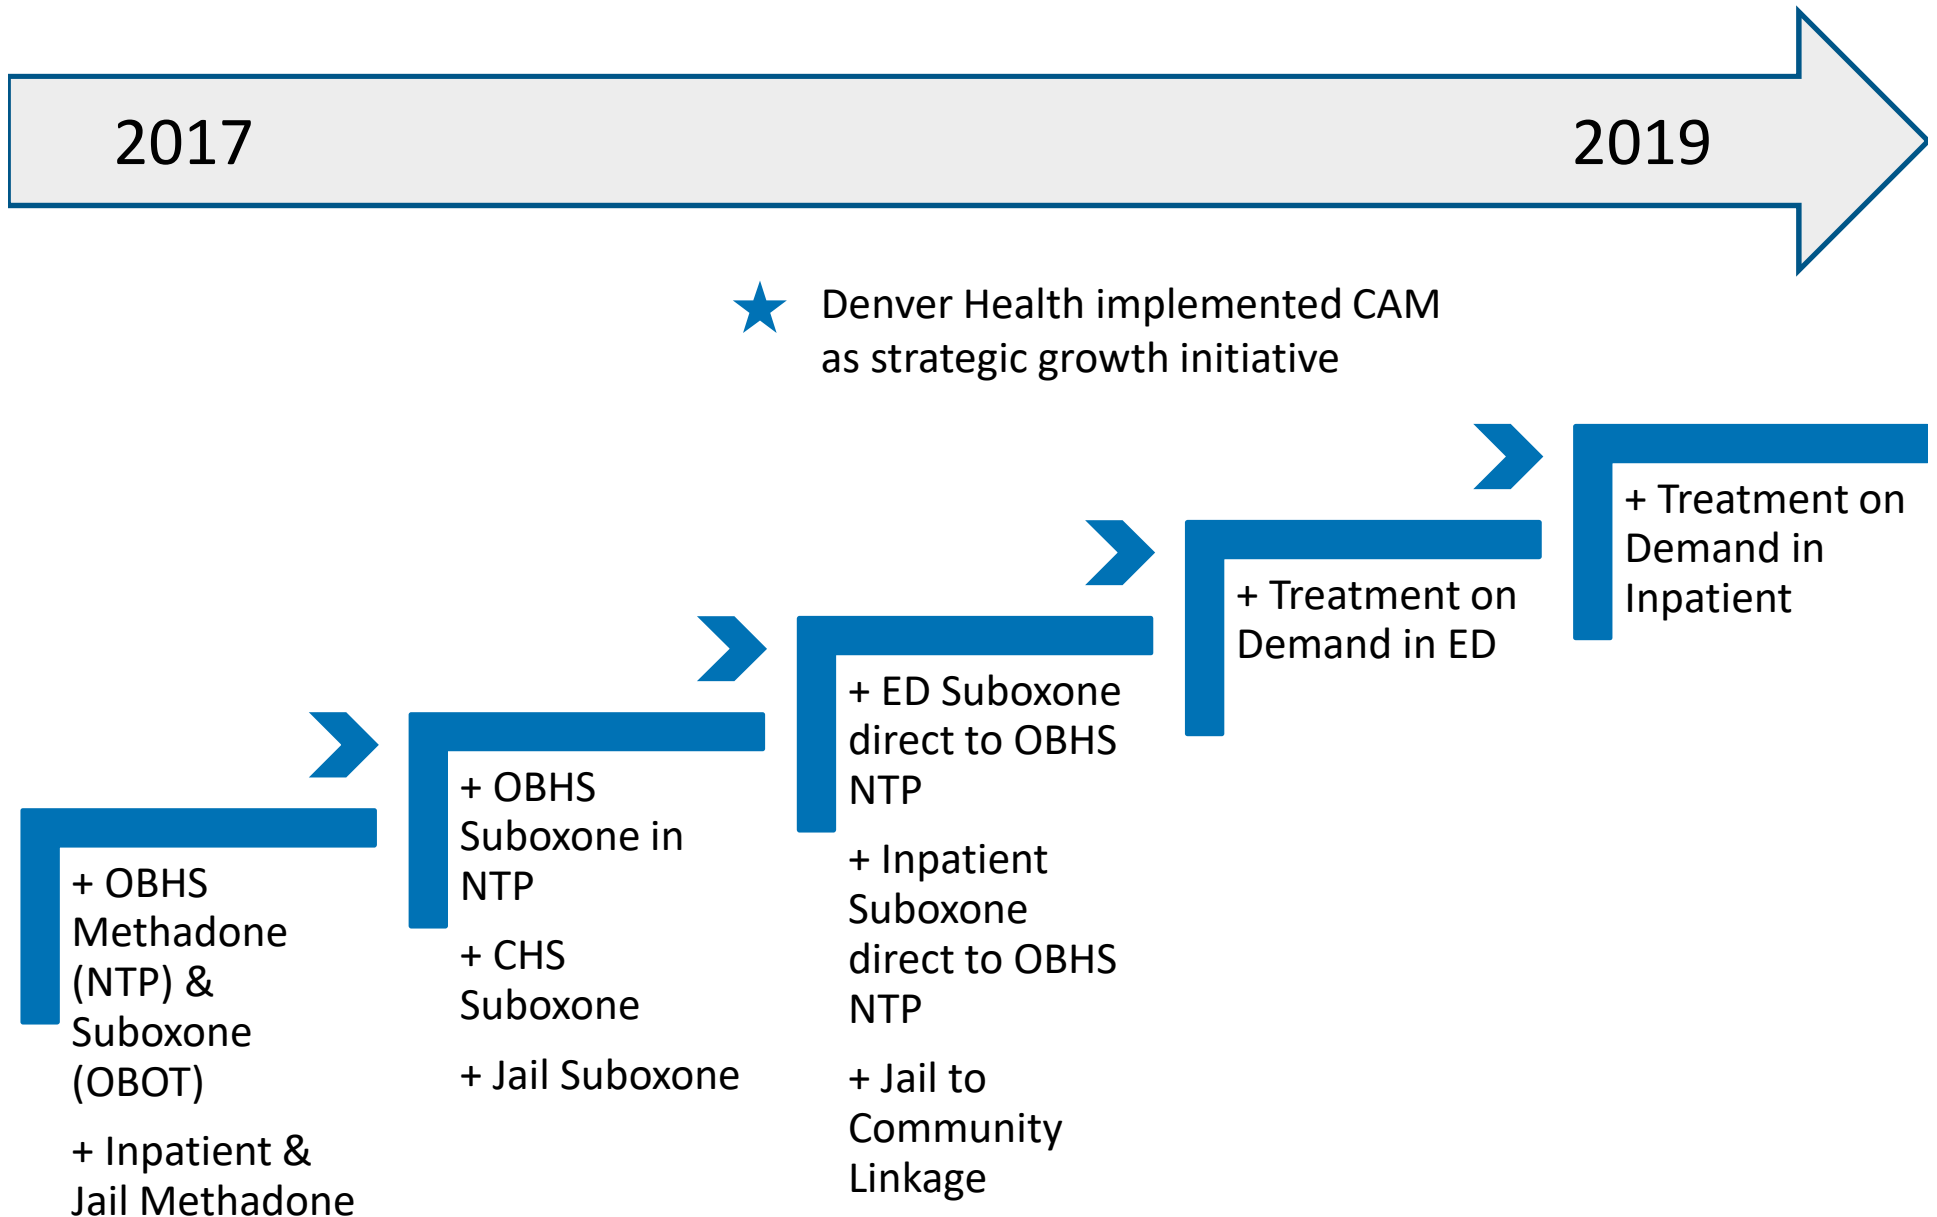 2017
2019
Denver Health implemented CAM
as strategic growth initiative
+ OBHS
Methadone
(NTP) &
Suboxone
(OBOT)
+ Inpatient &
Jail Methadone
+ OBHS
Suboxone in
NTP
+ CHS
Suboxone
+ Jail Suboxone
+ ED Suboxone
direct to OBHS
NTP
+ Inpatient
Suboxone
direct to OBHS
NTP
+ Jail to
Community
Linkage
+ Treatment on
Demand in ED
+ Treatment on
Demand in
Inpatient